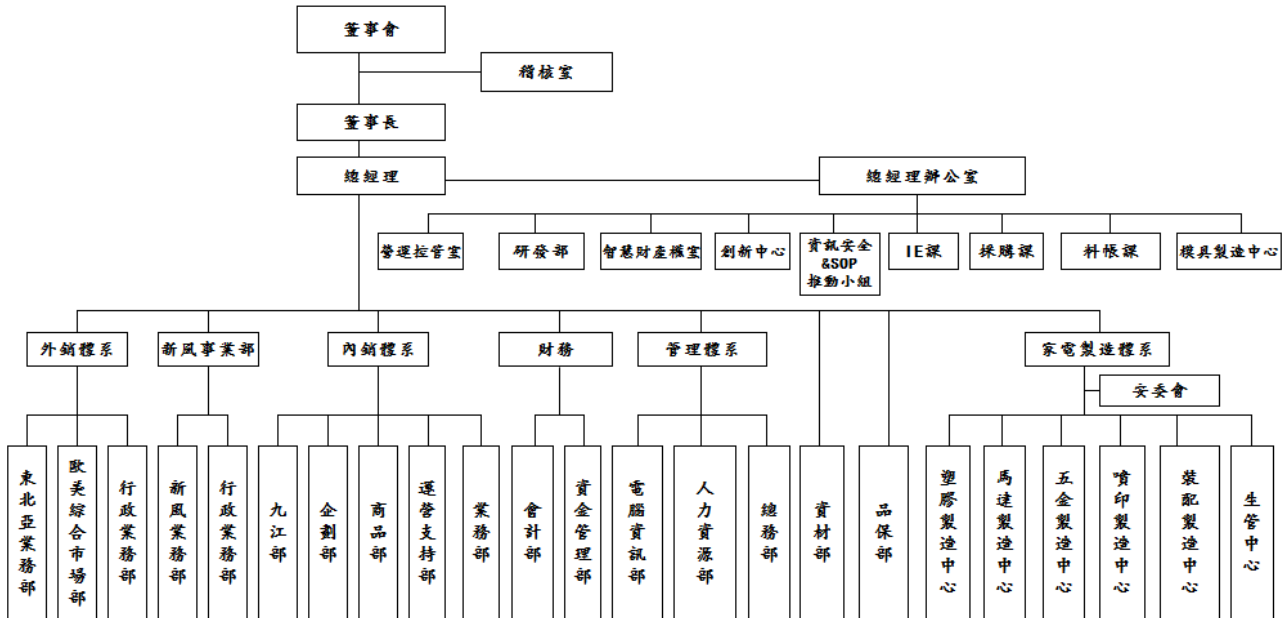 董事會
稽核室
董事長
總經理
總經理辦公室
營運控管室
研發部
智慧財產權室
創新中心
資訊安全
&SOP
推動小組
IE課
採購課
料帳課
模具製造中心
外銷體系
新風事業部
內銷體系
財務
管理體系
家電製造體系
安委會
東北亞業務部
歐美綜合市場部
行政業務部
新風業務部
行政業務部
九江部
企劃部
商品部
運營支持部
業務部
會計部
資金管理部
電腦資訊部
人力資源部
總務部
資材部
品保部
塑膠製造中心
馬達製造中心
五金製造中心
噴印製造中心
裝配製造中心
生管中心